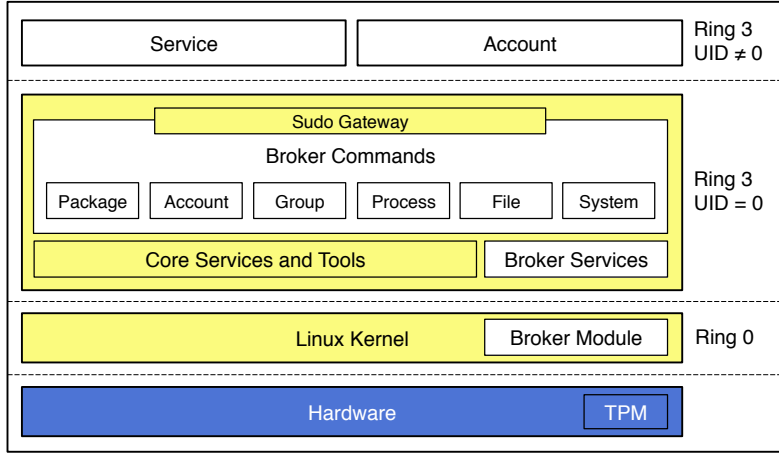 Service
Account
Ring 3
UID ≠ 0
Sudo Gateway
Broker Commands
Package
Account
Group
Process
File
System
Ring 3
UID = 0
Core Services and Tools
Broker Services
Linux Kernel
Broker Module
Ring 0
Hardware
TPM